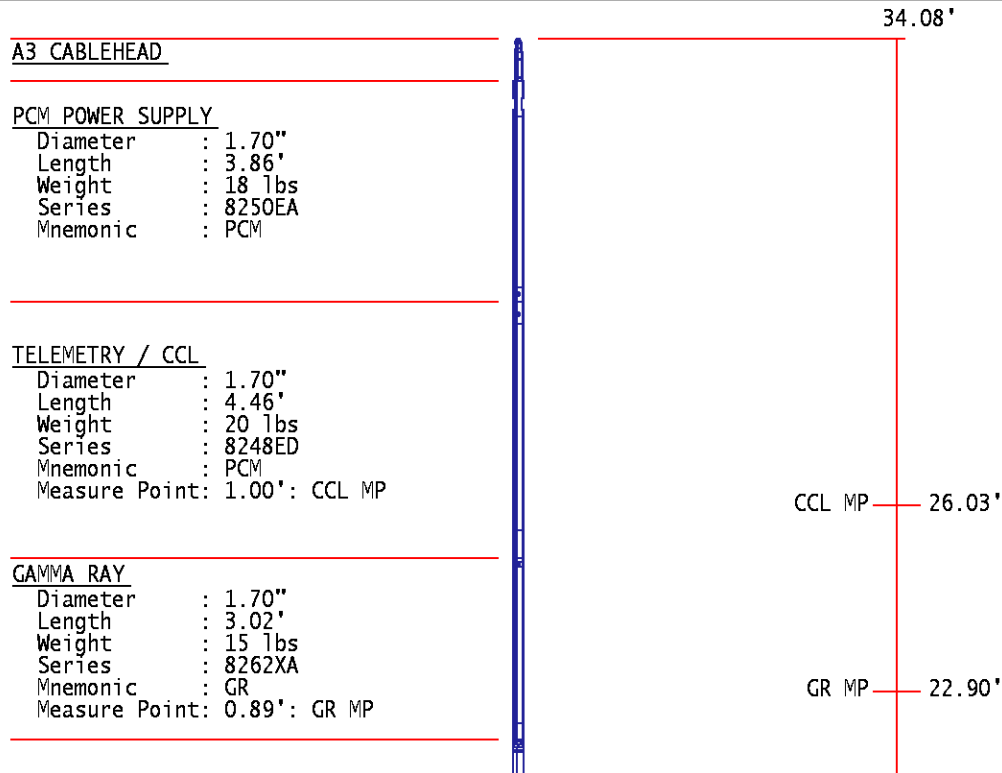 34.08'
A3 CABLEHEAD
PCM POWER SUPPLY
Diameter : 1.70"
Length : 3.86'
Weight : 18 lbs
Series : 8250EA
Mnemonic : PCM
TELEMETRY / CCL
Diameter : 1.70"
Length : 4.46'
Weight : 20 lbs
Series : 8248ED
Mnemonic : PCM
Measure Point: 1.00': CCL MP
CCL MP 26.03'
GAMMA RAY
Diameter : 1.70"
Length : 3.02'
Weight : 15 lbs
Series : 8262XA
Mnemonic : GR
Measure Point: 0.89': GR MP
GR MP 22.90'